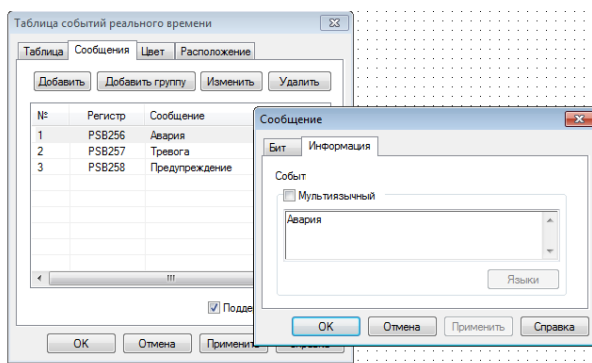 Таблица событий реального времени
Таблица Сообщения Цвет Расположение
Добавить Добавить группу Изменить Удалить
№ Регистр Сообщение
1 PSB256 Авария
2 PSB257 Тревога
3 PSB258 Предупреждение
OK Отмена
Сообщение
Бит Информация
Событ
Мультиязычный
Авария
Языки
OK Отмена Применить Справка